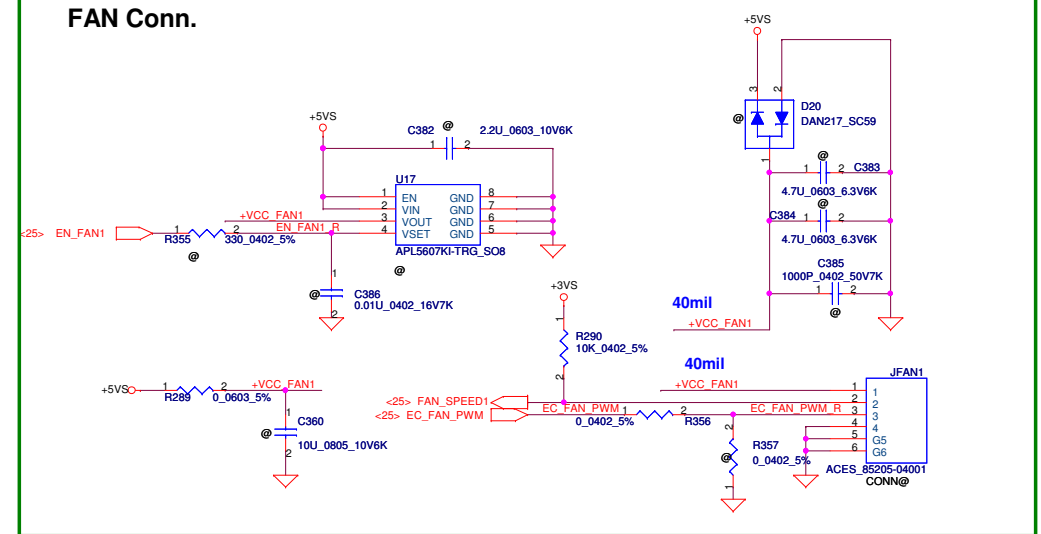 FAN Conn.
+5VS
3
2
@
D20
DAN217_SC59
1
@
1 2 C383
4.7U_0603_6.3V6K
@
C384
1 2
4.7U_0603_6.3V6K
C385
1000P_0402_50V7K
1 2
@
40mil
+VCC_FAN1
+5VS
C382 @ 2.2U_0603_10V6K
1 2
U17
1 EN GND 8
2 VIN GND 7
+VCC_FAN1 3 VOUT GND 6
EN_FAN1_R 4 VSET GND 5
APL5607KI-TRG_SO8
@
<25> EN_FAN1
1 2
R355 330_0402_5%
@
1
@ C386
0.01U_0402_16V7K
2
+3VS
1
R290
10K_0402_5%
2
+5VS
1 2 +VCC_FAN1
R289 0_0603_5%
1
C360
@
10U_0805_10V6K
2
40mil
+VCC_FAN1
<25> FAN_SPEED1
<25> EC_FAN_PWM
EC_FAN_PWM 1 2 EC_FAN_PWM_R
0_0402_5% R356
2
R357
@
0_0402_5%
1
JFAN1
1 1
2 2
3 3
4 4
5 G5
6 G6
ACES_85205-04001
CONN@